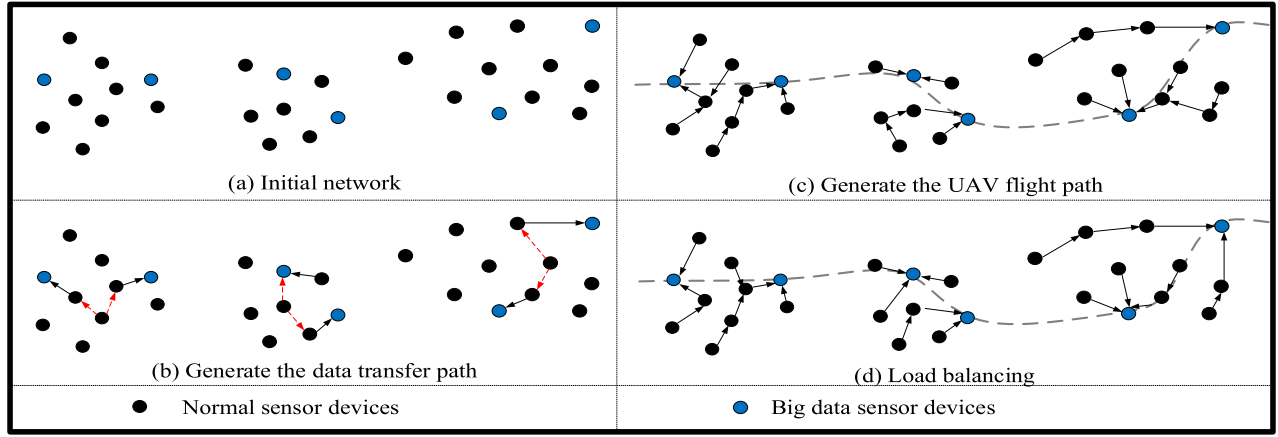 (a) Initial network
(c) Generate the UAV flight path
(b) Generate the data transfer path
(d) Load balancing
Normal sensor devices
Big data sensor devices